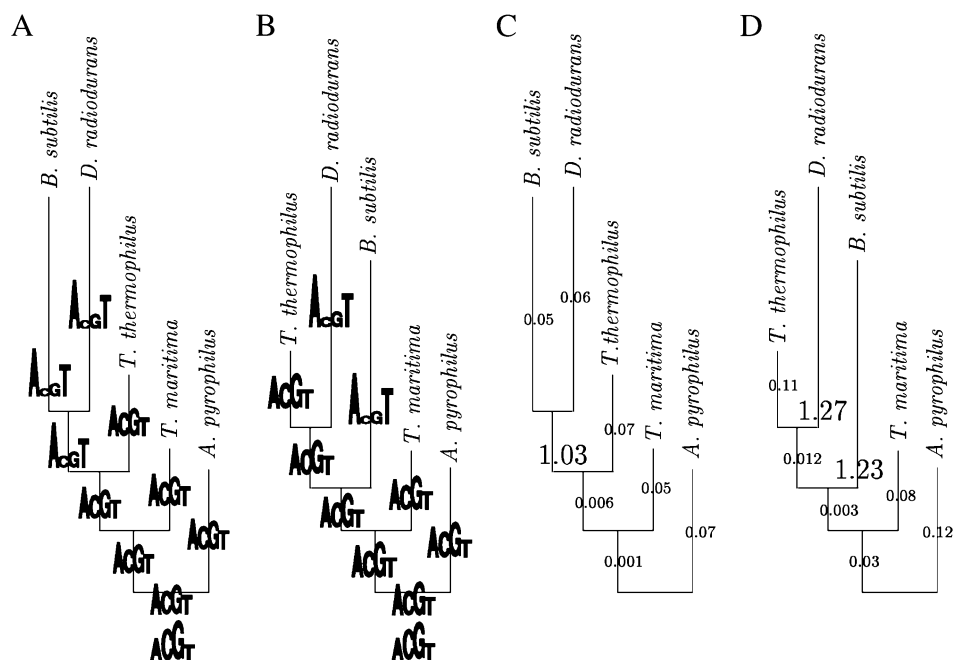 A
B
C
D
B. subtilis
D. radiodurans
T. thermophilus
T. maritima
A. pyrophilus
ACGT
ACGT
ACGT
ACGT
ACGT
ACGT
ACGT
ACGT
ACGT
ACGT
T. thermophilus
D. radiodurans
B. subtilis
T. maritima
A. pyrophilus
ACGT
ACGT
ACGT
ACGT
ACGT
ACGT
ACGT
ACGT
ACGT
ACGT
B. subtilis
D. radiodurans
T.thermophilus
T. maritima
A. pyrophilus
0.06
0.05
0.07
1.03
0.05
0.006
0.07
0.001
T. thermophilus
D. radiodurans
B. subtilis
T. maritima
A. pyrophilus
0.11
1.27
0.012
1.23
0.08
0.003
0.12
0.03